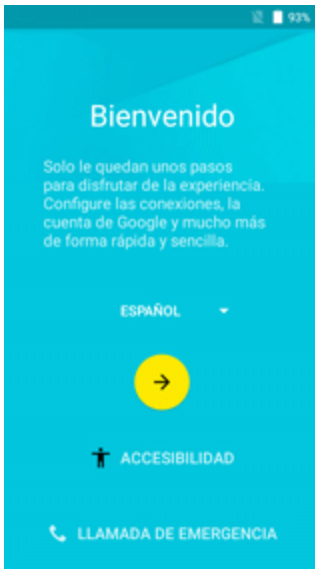 93%
Bienvenido
Solo le quedan unos pasos
para disfrutar de la experiencia.
Configure las conexiones, la
cuenta de Google y mucho más
de forma rápida y sencilla.
ESPAÑOL
ACCESIBILIDAD
LLAMADA DE EMERGENCIA